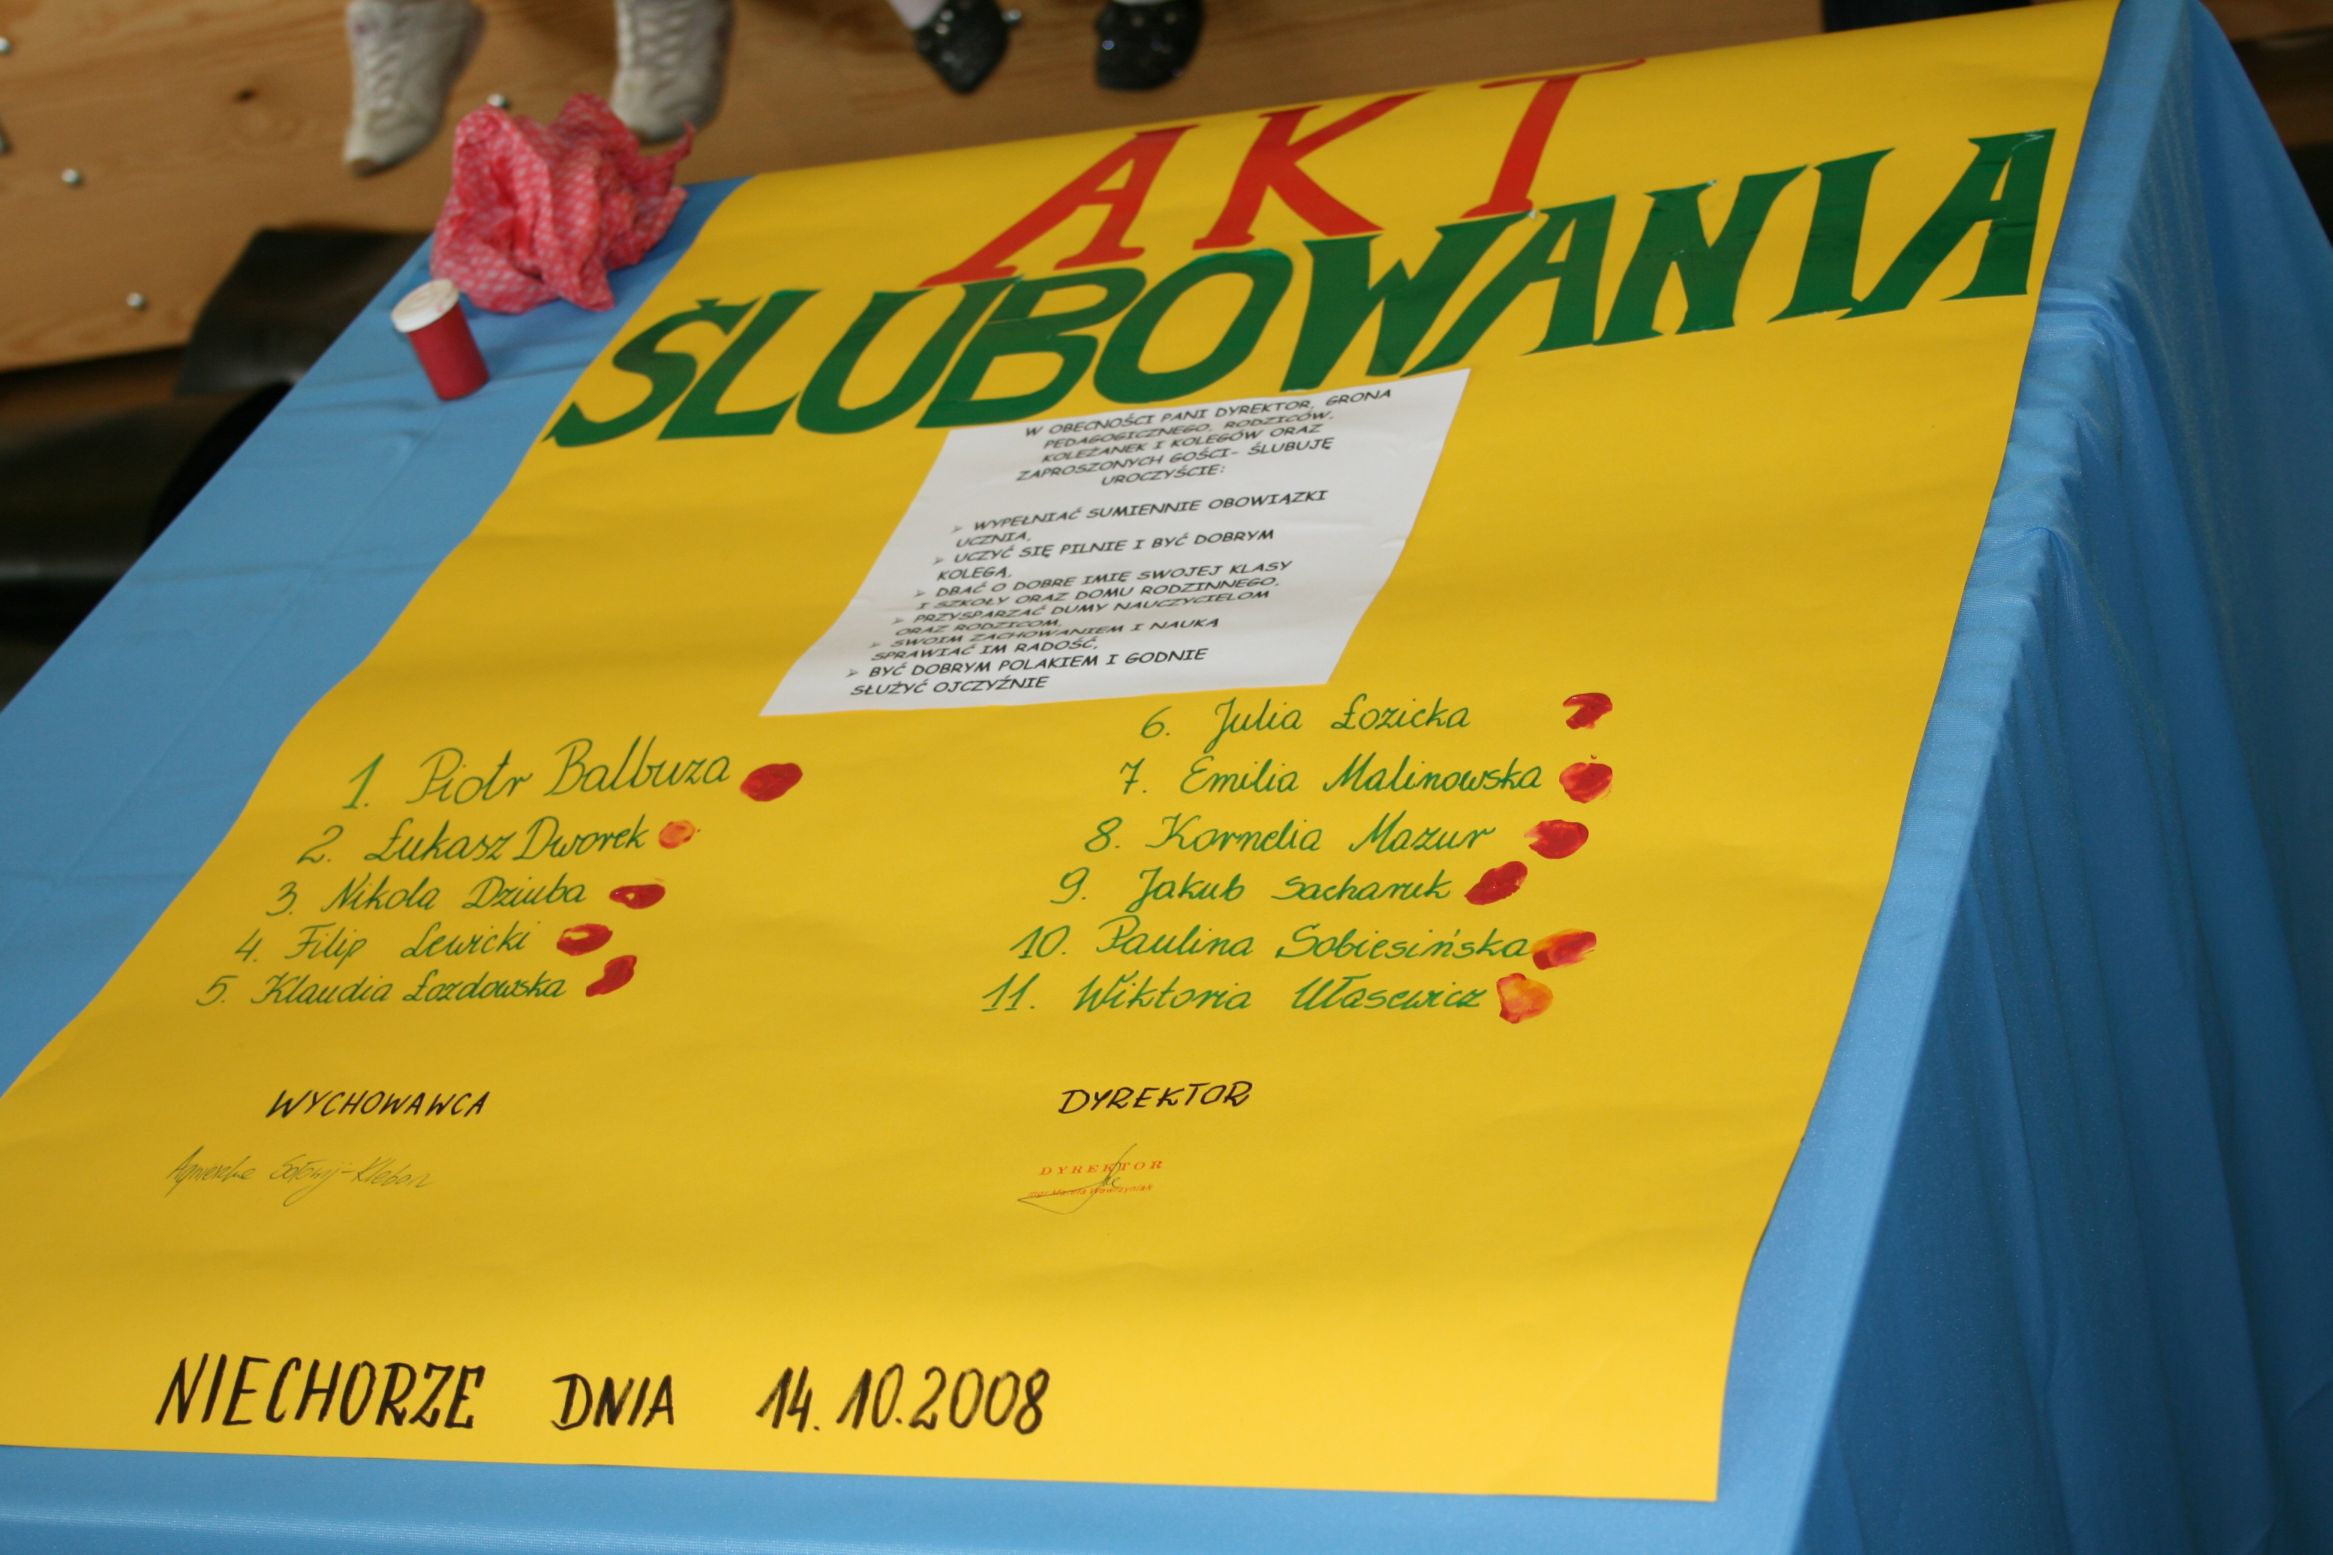 AKT
ŚLUBOWANIA
W OBECNOŚCI PANI DYREKTOR, GRONA
PEDAGOGICZNEGO, RODZICÓW,
KOLEŻANEK I KOLEGÓW ORAZ
ZAPROSZONYCH GOŚCI- ŚLUBUJĘ
UROCZYŚCIE:
➢ WYPEŁNIAĆ SUMIENNIE OBOWIĄZKI
UCZNIA,
➢ UCZYĆ SIĘ PILNIE I BYĆ DOBRYM
KOLEGĄ,
➢ DBAĆ O DOBRE IMIĘ SWOJEJ KLASY
I SZKOŁY ORAZ DOMU RODZINNEGO,
➢ PRZYSPARZAĆ DUMY NAUCZYCIELOM
ORAZ RODZICOM,
➢ SWOIM ZACHOWANIEM I NAUKĄ
SPRAWIAĆ IM RADOŚĆ,
➢ BYĆ DOBRYM POLAKIEM I GODNIE
SŁUŻYĆ OJCZYŹNIE
1. Piotr Balbuza
2. Łukasz Dworek
3. Nikola Dziuba
4. Filip Lewicki
5. Klaudia Łozdowska
6. Julia Łozicka
7. Emilia Malinowska
8. Kornelia Mazur
9. Jakub Sacharuk
10. Paulina Sobiesińska
11. Wiktoria Ułasewicz
WYCHOWAWCA
Agnieszka
DYREKTOR
DYREKTOR
mgr Wawrzyniak
NIECHORZE DNIA 14.10.2008